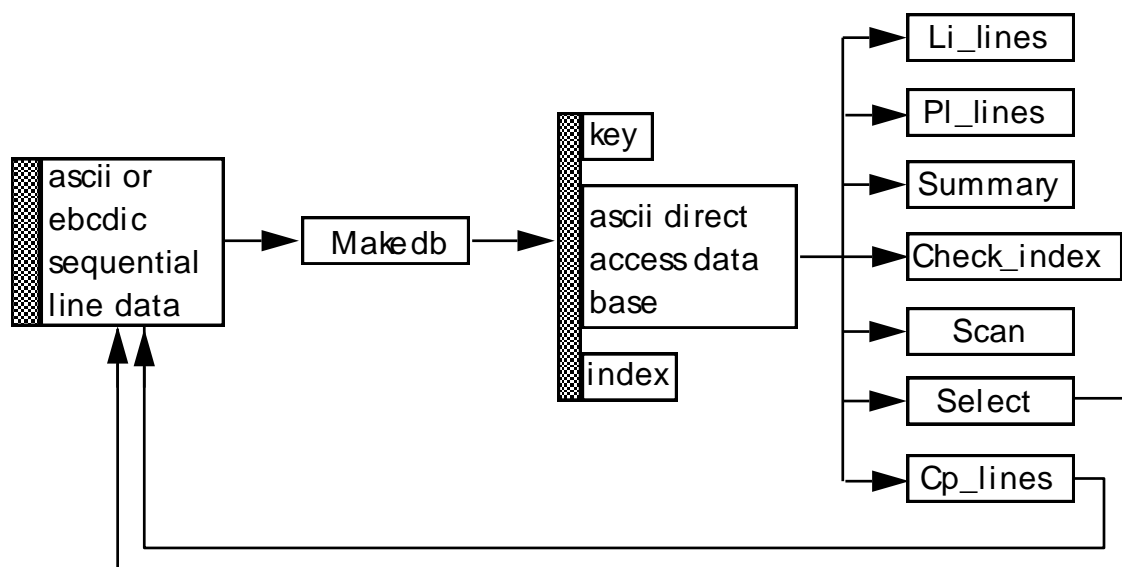 ascii or
ebcdic
sequential
line data
Makedb
key
ascii direct
access data
base
index
Li_lines
Pl_lines
Summary
Check_index
Scan
Select
Cp_lines